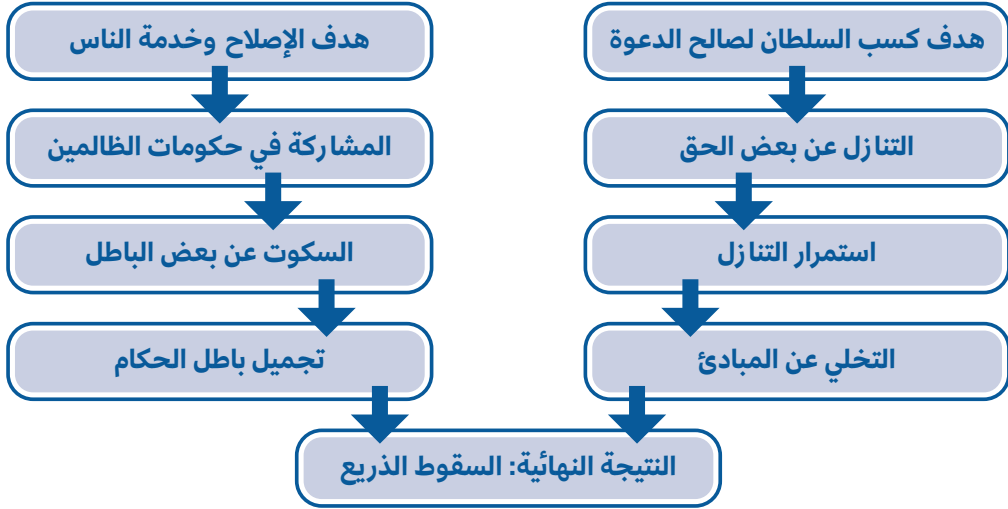 هدف كسب السلطان لصالح الدعوة
التنازل عن بعض الحق
استمرار التنازل
التخلي عن المبادئ
هدف الإصلاح وخدمة الناس
المشاركة في حكومات الظالمين
السكوت عن بعض الباطل
تجميل باطل الحكام
النتيجة النهائية: السقوط الذريع